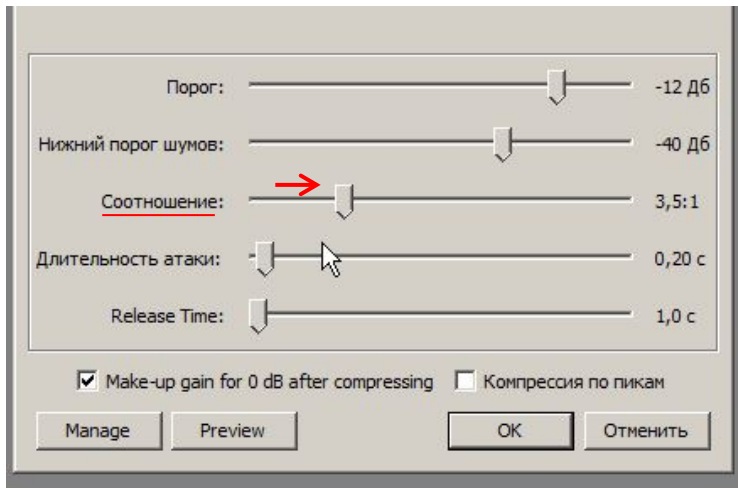 Порог: -12 Дб
Нижний порог шумов: -40 Дб
Соотношение: 3,5:1
Длительность атаки: 0,20 с
Release Time: 1,0 с
Make-up gain for 0 dB after compressing Компрессия по пикам
Manage Preview OK Отменить